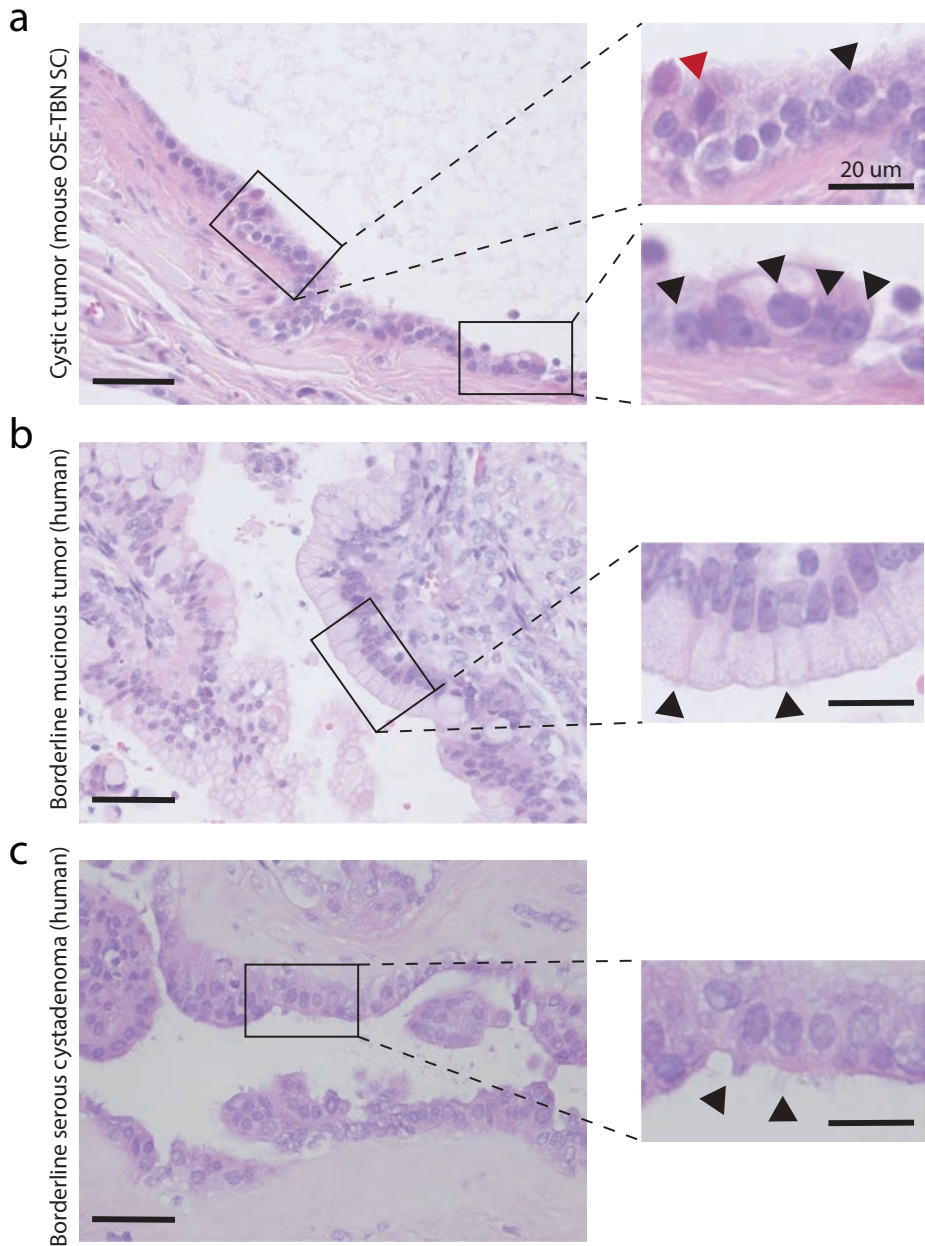 a
Cystic tumor (mouse OSE-TBN SC)
20 um
b
Borderline mucinous tumor (human)
c
Borderline serous cystadenoma (human)